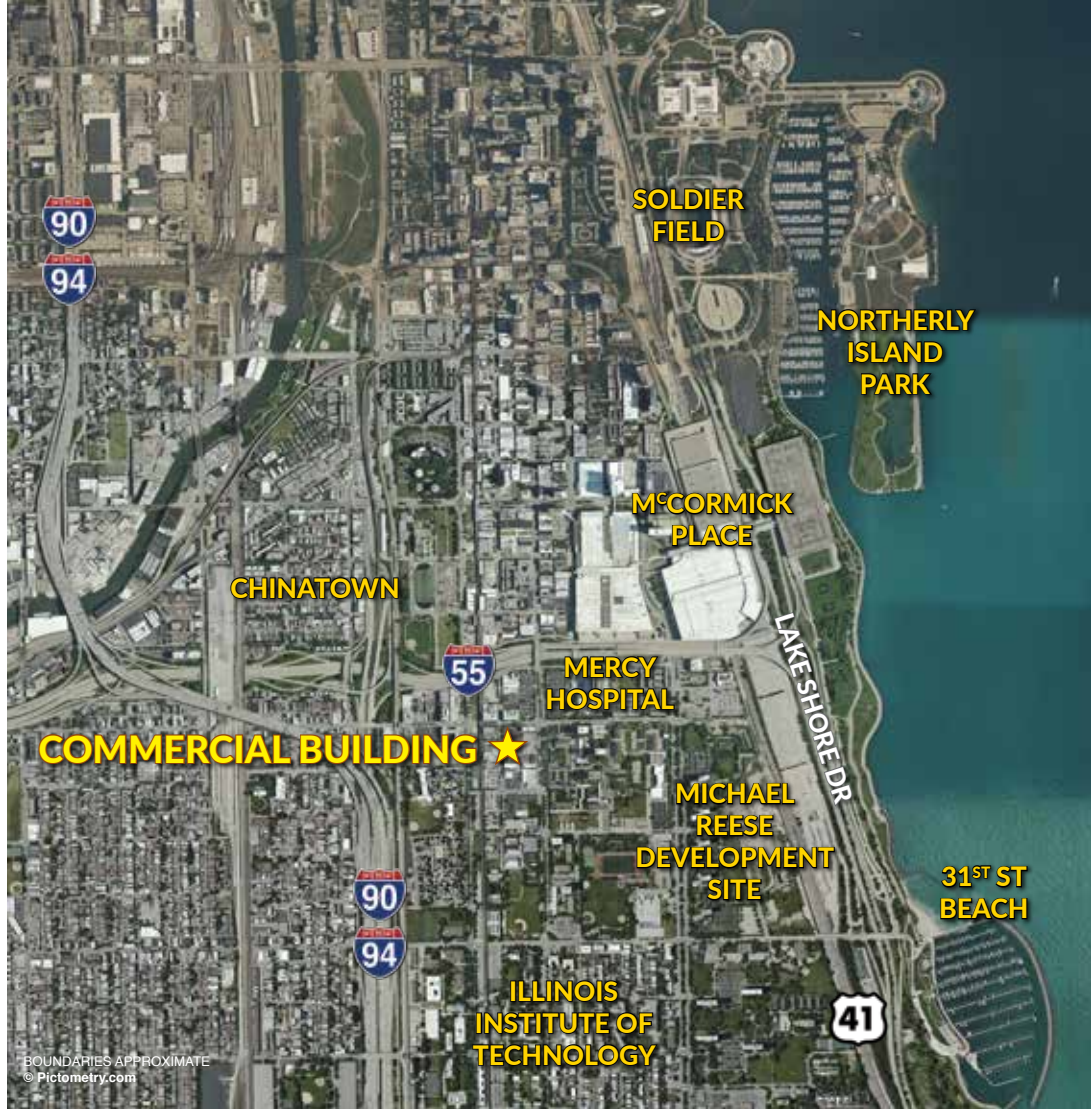 90
94
SOLDIER
FIELD
NORTHERLY
ISLAND
PARK
MCCORMICK
PLACE
CHINATOWN
55
MERCY
HOSPITAL
LAKE SHORE DR
COMMERCIAL BUILDING
MICHAEL
REESE
DEVELOPMENT
SITE
31ST ST
BEACH
90
94
ILLINOIS
INSTITUTE OF
TECHNOLOGY
41
BOUNDARIES APPROXIMATE
© Pictometry.com